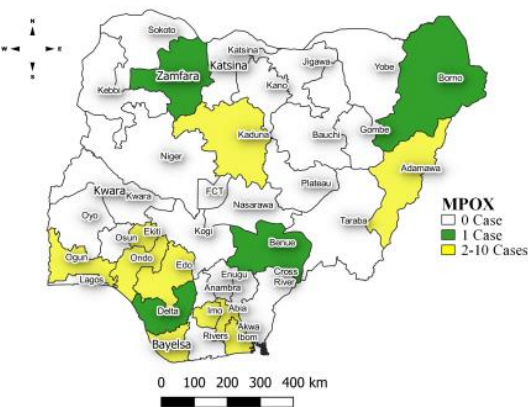 N
W E
S
Sokoto
Katsina
Zamfara
Katsina
Jigawa
Yobe
Borno
Kebbi
Kano
Kaduna
Bauchi
Gombe
Niger
Adamawa
Plateau
FCT
Kwara
Kwara
Nasarawa
Taraba
Oyo
Kogi
Osun
Ekiti
Benue
Ogun
Ondo
Edo
Lagos
Enugu
Cross
River
Anambra
Delta
Imo
Abia
Akwa
Ibom
Rivers
Bayelsa
MPOX
0 Case
1 Case
2-10 Cases
0 100 200 300 400 km